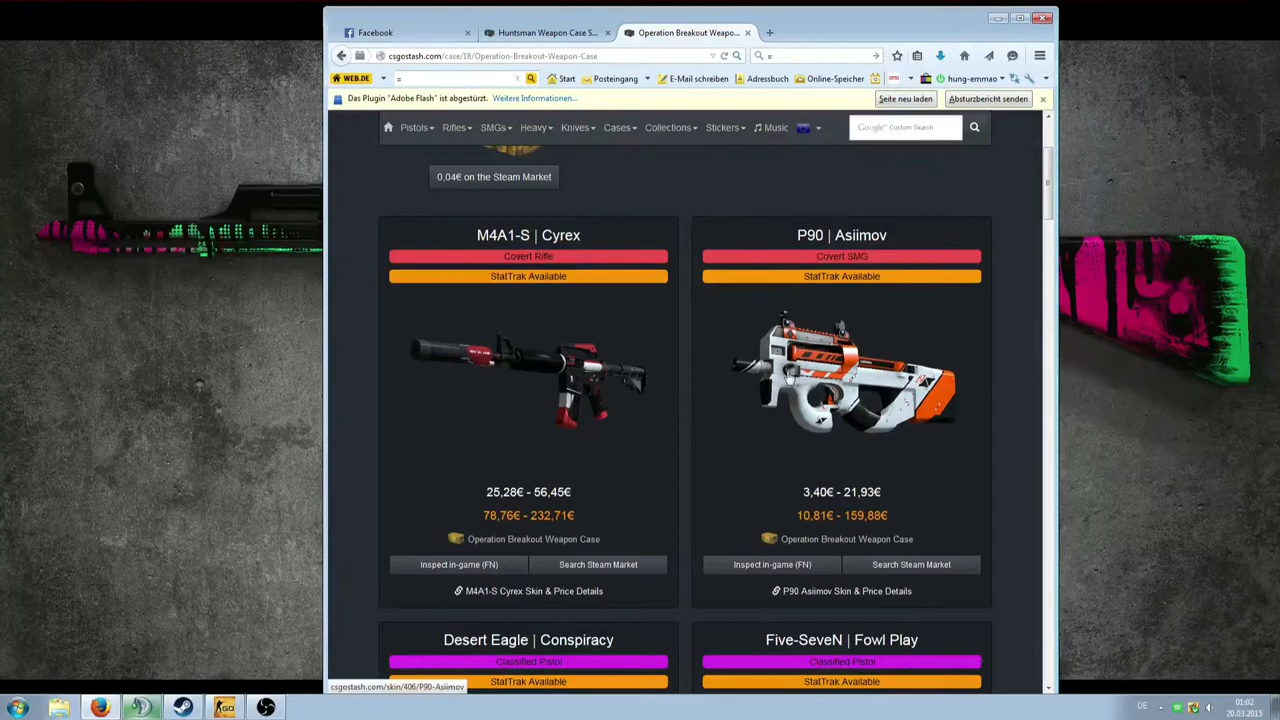 Facebook
Huntsman Weapon Case S...
Operation Breakout Weapo...
csgostash.com/case/18/Operation-Breakout-Weapon-Case
WEB.DE
Start
Posteingang
E-Mail schreiben
Adressbuch
Online-Speicher
hung-emmao
Das Plugin "Adobe Flash" ist abgestürzt. Weitere Informationen...
Seite neu laden
Absturzbericht senden
Pistols Rifles SMGs Heavy Knives Cases Collections Stickers Music
Google Custom Search
0,04€ on the Steam Market
M4A1-S | Cyrex
Covert Rifle
StatTrak Available
25,28€ - 56,45€
78,76€ - 232,71€
Operation Breakout Weapon Case
Inspect in-game (FN)
Search Steam Market
M4A1-S Cyrex Skin & Price Details
P90 | Asiimov
Covert SMG
StatTrak Available
3,40€ - 21,93€
10,81€ - 159,88€
Operation Breakout Weapon Case
Inspect in-game (FN)
Search Steam Market
P90 Asiimov Skin & Price Details
Desert Eagle | Conspiracy
Classified Pistol
StatTrak Available
Five-SeveN | Fowl Play
Classified Pistol
StatTrak Available
csgostash.com/skin/406/P90-Asiimov
DE
01:02
20.03.2015